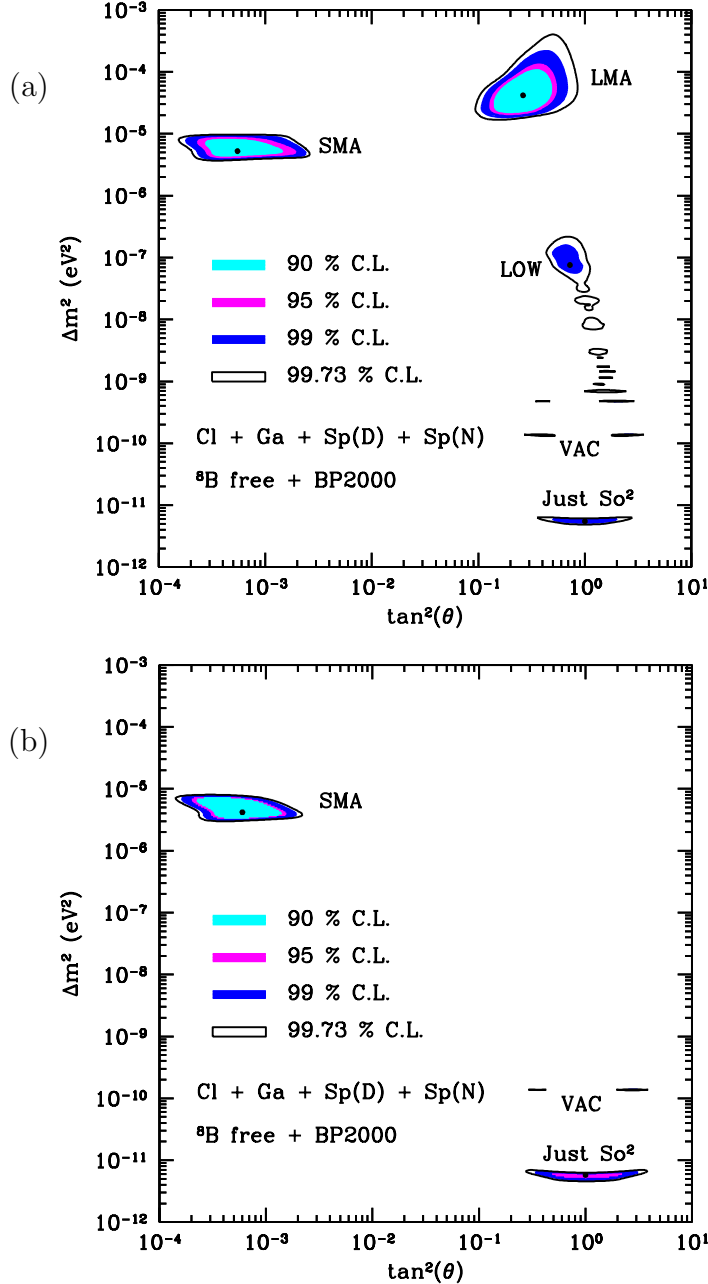 (a)
10⁻³
10⁻⁴
10⁻⁵
10⁻⁶
10⁻⁷
10⁻⁸
10⁻⁹
10⁻¹⁰
10⁻¹¹
10⁻¹²
Δm² (eV²)
LMA
SMA
LOW
90 % C.L.
95 % C.L.
99 % C.L.
99.73 % C.L.
Cl + Ga + Sp(D) + Sp(N)
VAC
⁸B free + BP2000
Just So²
10⁻⁴ 10⁻³ 10⁻² 10⁻¹ 10⁰ 10¹
tan²(θ)
(b)
10⁻³
10⁻⁴
10⁻⁵
10⁻⁶
10⁻⁷
10⁻⁸
10⁻⁹
10⁻¹⁰
10⁻¹¹
10⁻¹²
Δm² (eV²)
SMA
90 % C.L.
95 % C.L.
99 % C.L.
99.73 % C.L.
Cl + Ga + Sp(D) + Sp(N)
VAC
⁸B free + BP2000
Just So²
10⁻⁴ 10⁻³ 10⁻² 10⁻¹ 10⁰ 10¹
tan²(θ)